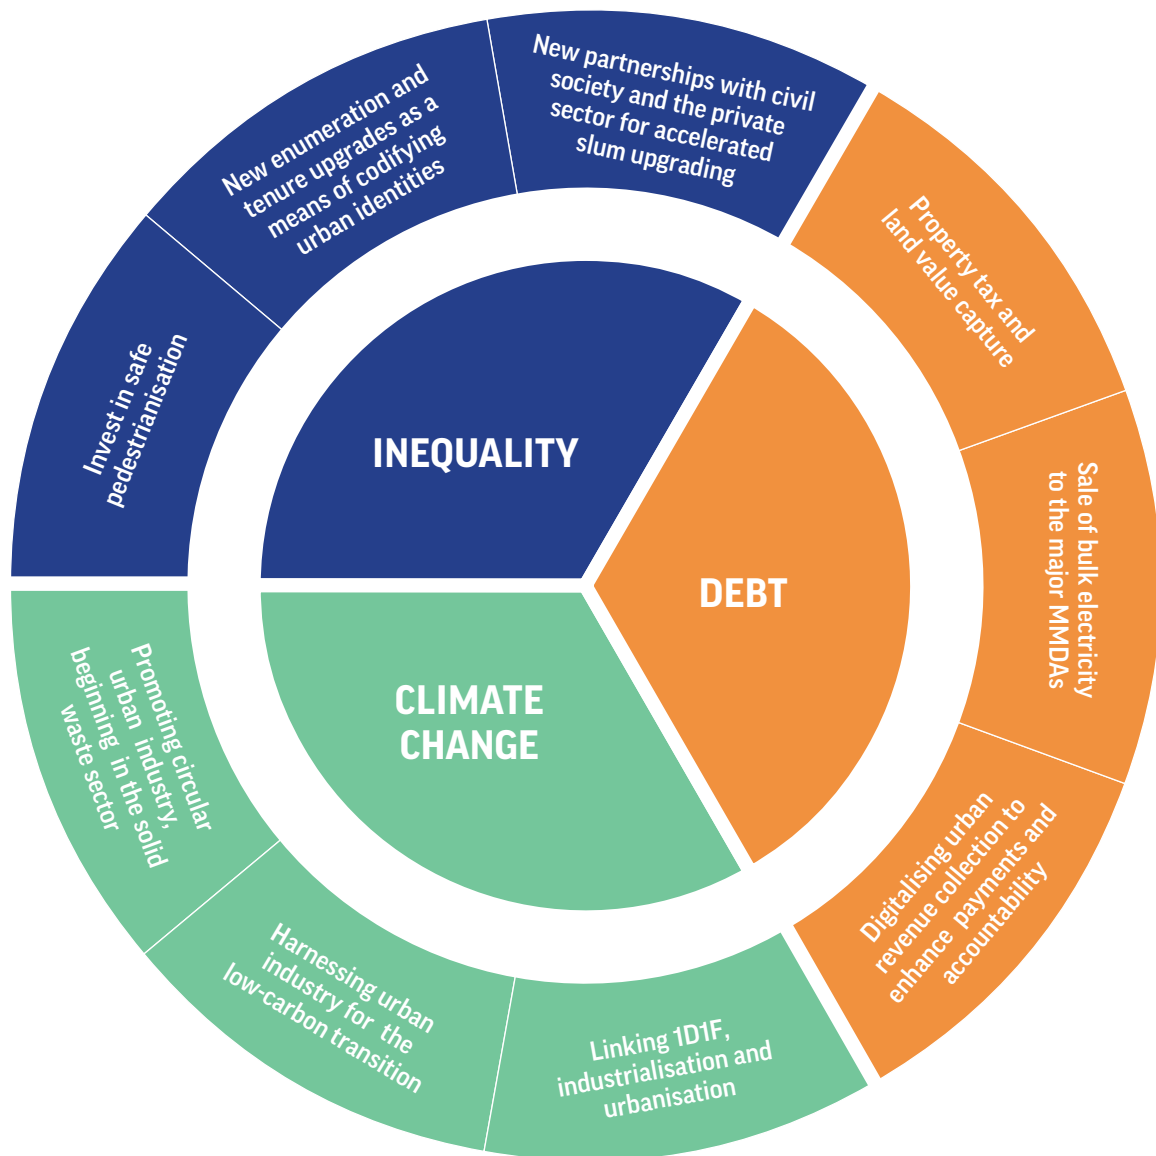 New partnerships with civil
society and the private
sector for accelerated
slum upgrading
New enumeration and
tenure upgrades as a
means of codifying
urban identities
Invest in safe
pedestrianisation
INEQUALITY
Property tax and
land value capture
Sale of bulk electricity
to the major MMDAs
Digitalising urban
revenue collection to
enhance payments and
accountability
DEBT
CLIMATE
CHANGE
Promoting circular
urban industry,
beginning in the solid
waste sector
Harnessing urban
industry for the
low-carbon transition
Linking 1D1F,
industrialisation and
urbanisation